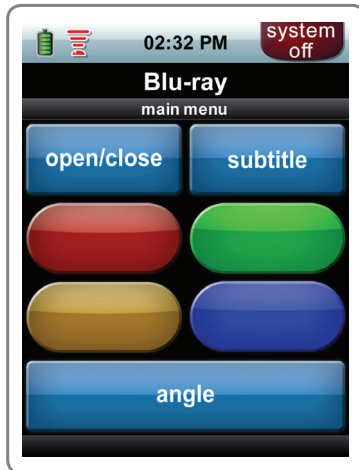 02:32 PM
system
off
Blu-ray
main menu
open/close
subtitle
angle